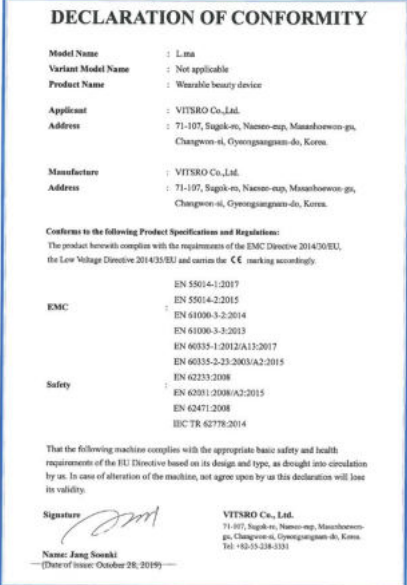 DECLARATION OF CONFORMITY
Model Name : L.ma
Variant Model Name : Not applicable
Product Name : Wearable beauty device
Applicant : VITSRO Co.,Ltd.
Address : 71-107, Sugok-ro, Naeseo-eup, Masanhoewon-gu,
Changwon-si, Gyeongsangnam-do, Korea.
Manufacture : VITSRO Co.,Ltd.
Address : 71-107, Sugok-ro, Naeseo-eup, Masanhoewon-gu,
Changwon-si, Gyeongsangnam-do, Korea.
Conforms to the following Product Specifications and Regulations:
The product herewith complies with the requirements of the EMC Directive 2014/30/EU,
the Low Voltage Directive 2014/35/EU and carries the CE marking accordingly.
EN 55014-1:2017
EN 55014-2:2015
EMC :
EN 61000-3-2:2014
EN 61000-3-3:2013
EN 60335-1:2012/A13:2017
EN 60335-2-23:2003/A2:2015
EN 62233:2008
Safety :
EN 62031:2008/A2:2015
EN 62471:2008
IEC TR 62778:2014
That the following machine complies with the appropriate basic safety and health
requirements of the EU Directive based on its design and type, as brought into circulation
by us. In case of alteration of the machine, not agree upon by us this declaration will lose
its validity.
Signature
VITSRO Co., Ltd.
71-107, Sugok-ro, Naeseo-eup, Masanhoewon-
gu, Changwon-si, Gyeongsangnam-do, Korea
Tel: +82-55-238-5331
Name: Jang Soonki
(Date of issue: October 28, 2019)